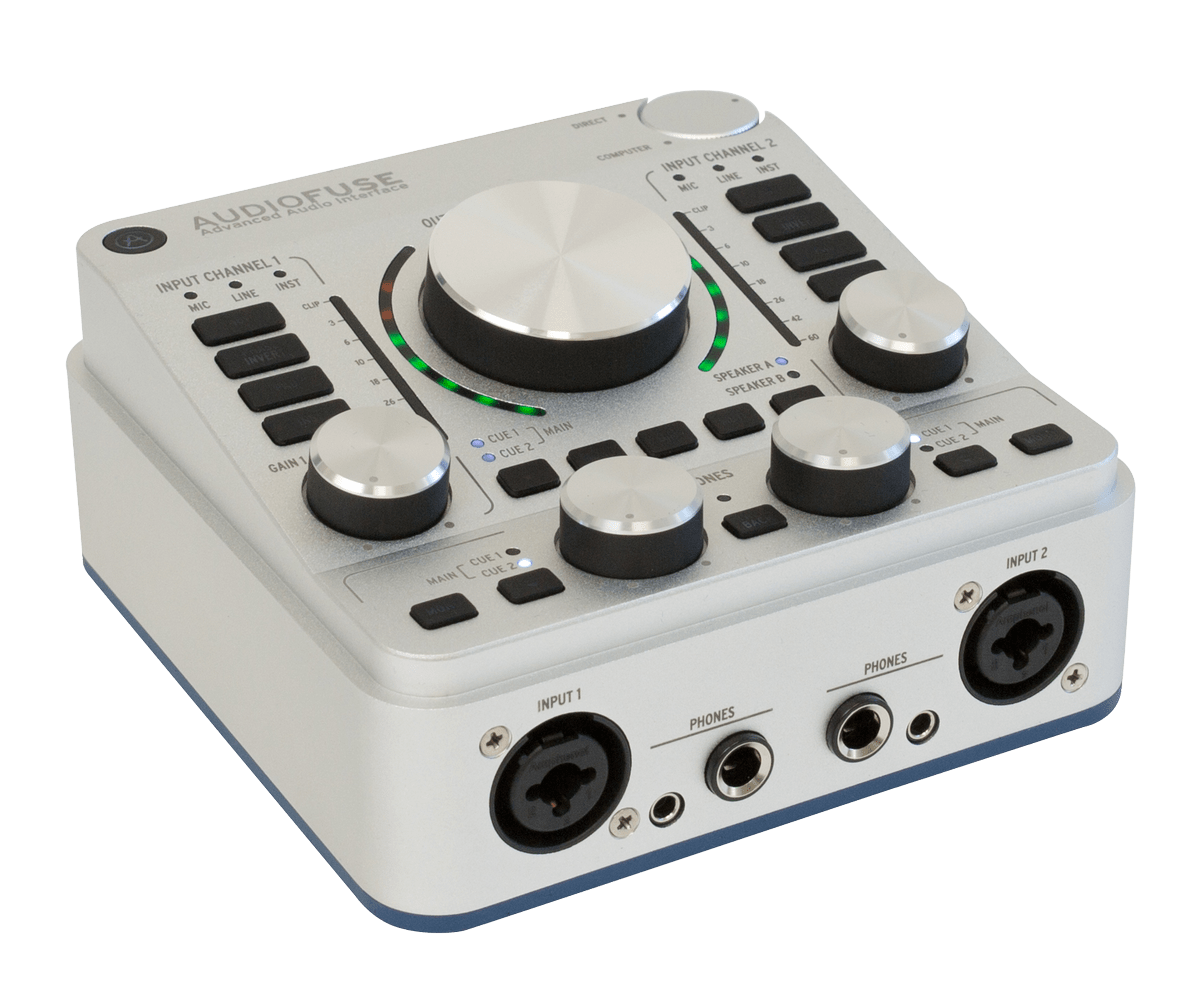 AUDIOFUSE
Advanced Audio Interface
DIRECT
COMPUTER
INPUT CHANNEL 1
MIC LINE INST
CLIP
3
6
10
18
26
INVERT
GAIN 1
INPUT CHANNEL 2
MIC LINE INST
CLIP
3
6
10
18
26
42
60
SPEAKER A
SPEAKER B
CUE 1
CUE 2
MAIN
CUE 1
CUE 2
MAIN
MAIN
CUE 1
CUE 2
INPUT 1
PHONES
PHONES
INPUT 2